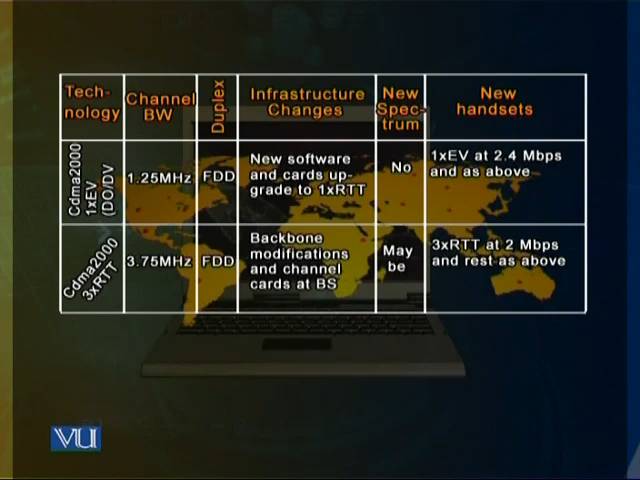 Tech-
nology
Channel
BW
Duplex
Infrastructure
Changes
New
Spec-
trum
New
handsets
Cdma2000
1xEV
(DO/DV
1.25MHz
FDD
New software
and cards up-
grade to 1xRTT
No
1xEV at 2.4 Mbps
and as above
Cdma2000
3xRTT
3.75MHz
FDD
Backbone
modifications
and channel
cards at BS
May
be
3xRTT at 2 Mbps
and rest as above
VU